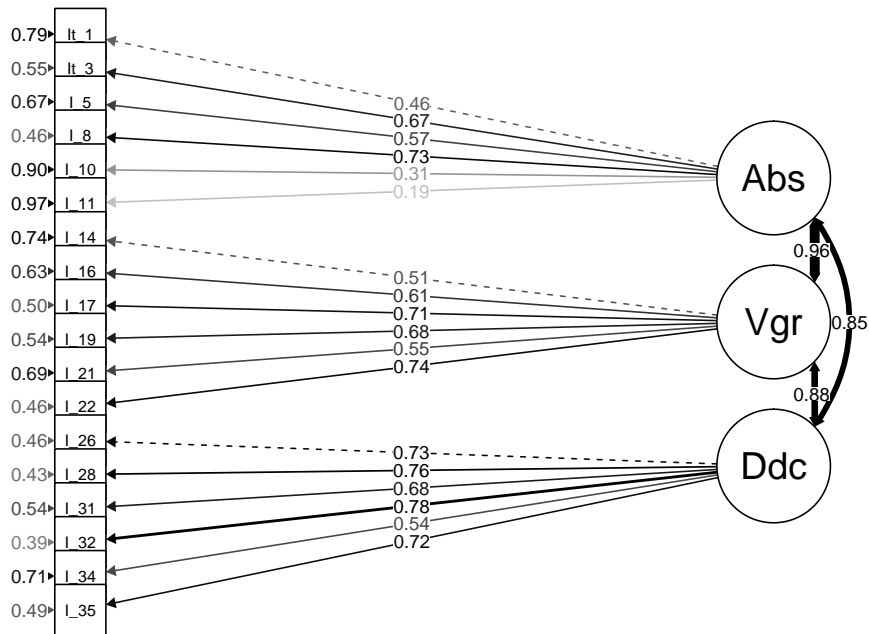 0.79 It_1
0.55 It_3
0.67 I_5
0.46 I_8
0.90 I_10
0.97 I_11
0.74 I_14
0.63 I_16
0.50 I_17
0.54 I_19
0.69 I_21
0.46 I_22
0.46 I_26
0.43 I_28
0.54 I_31
0.39 I_32
0.71 I_34
0.49 I_35
0.46
0.67
0.57
0.73
0.31
0.19
0.51
0.61
0.71
0.68
0.55
0.74
0.73
0.76
0.68
0.78
0.54
0.72
Abs
0.96
Vgr
0.85
0.88
Ddc